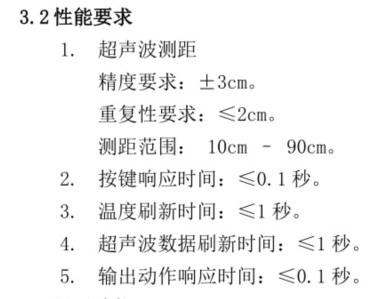 3.2 性能要求
1. 超声波测距
精度要求：±3cm。
重复性要求：≤2cm。
测距范围： 10cm – 90cm。
2. 按键响应时间：≤0.1 秒。
3. 温度刷新时间：≤1 秒。
4. 超声波数据刷新时间：≤1 秒。
5. 输出动作响应时间：≤0.1 秒。